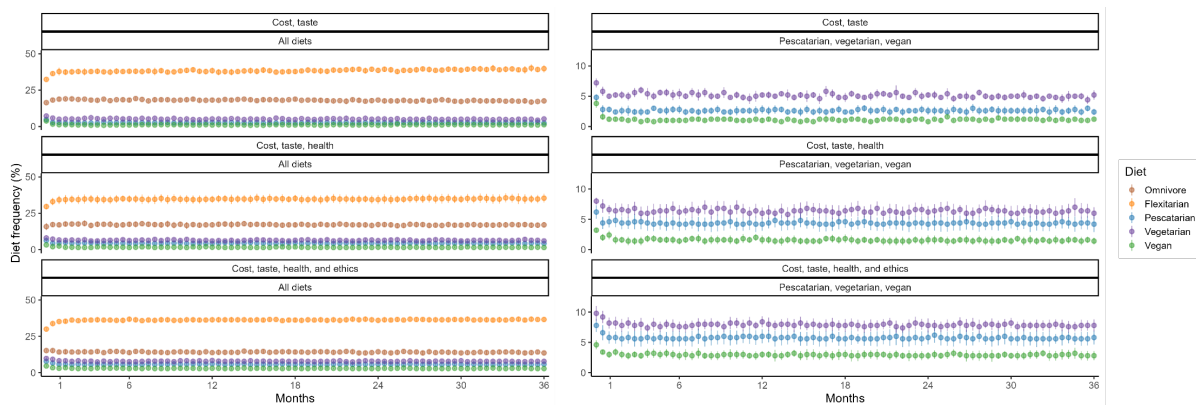 Cost, taste
All diets
50
25
0
Cost, taste, health
All diets
50
25
0
Cost, taste, health, and ethics
All diets
50
25
0
1 6 12 18 24 30 36
Months
Diet frequency (%)
Cost, taste
Pescatarian, vegetarian, vegan
10
5
0
Cost, taste, health
Pescatarian, vegetarian, vegan
10
5
0
Cost, taste, health, and ethics
Pescatarian, vegetarian, vegan
10
5
0
1 6 12 18 24 30 36
Months
Diet
Omnivore
Flexitarian
Pescatarian
Vegetarian
Vegan